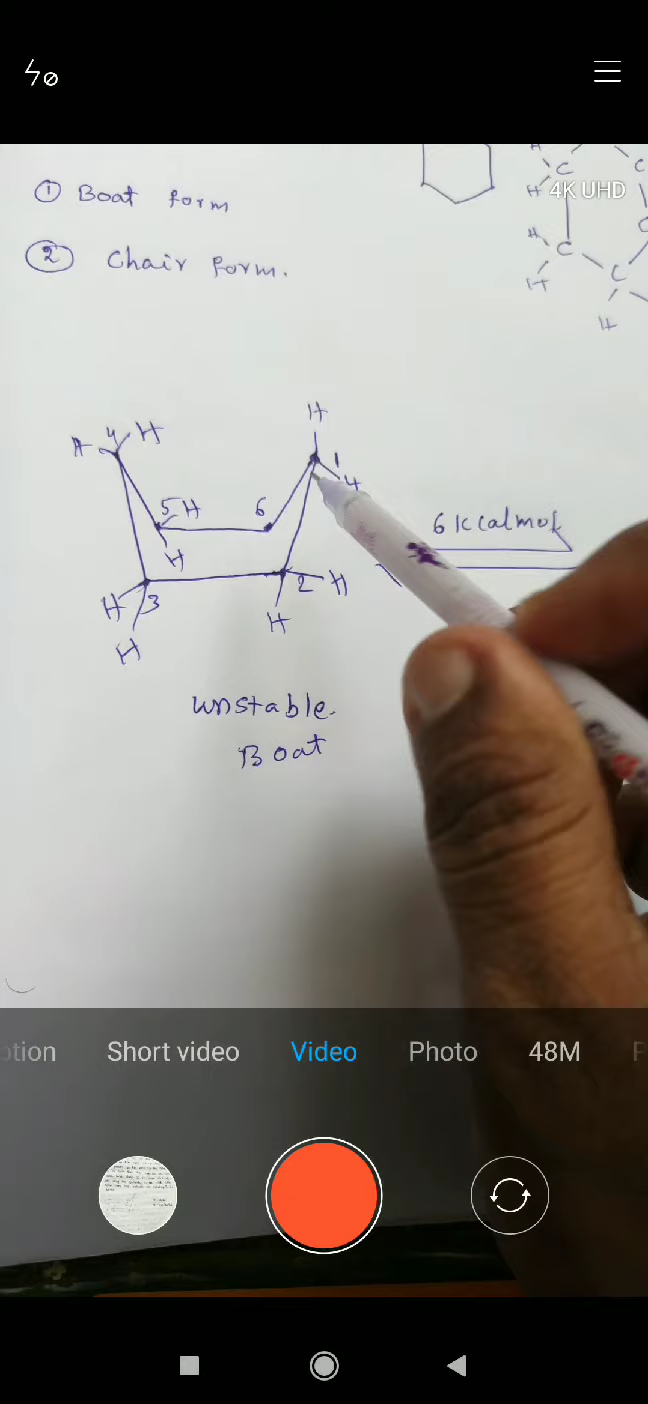 ① Boat form
② Chair form.
4K UHD
H C C
H
H C C
H C
H
H
H 4 H 1
H
5 H 6
H
6 kcalmol
H 3 2 H
H H
unstable.
Boat
Short video Video Photo 48M